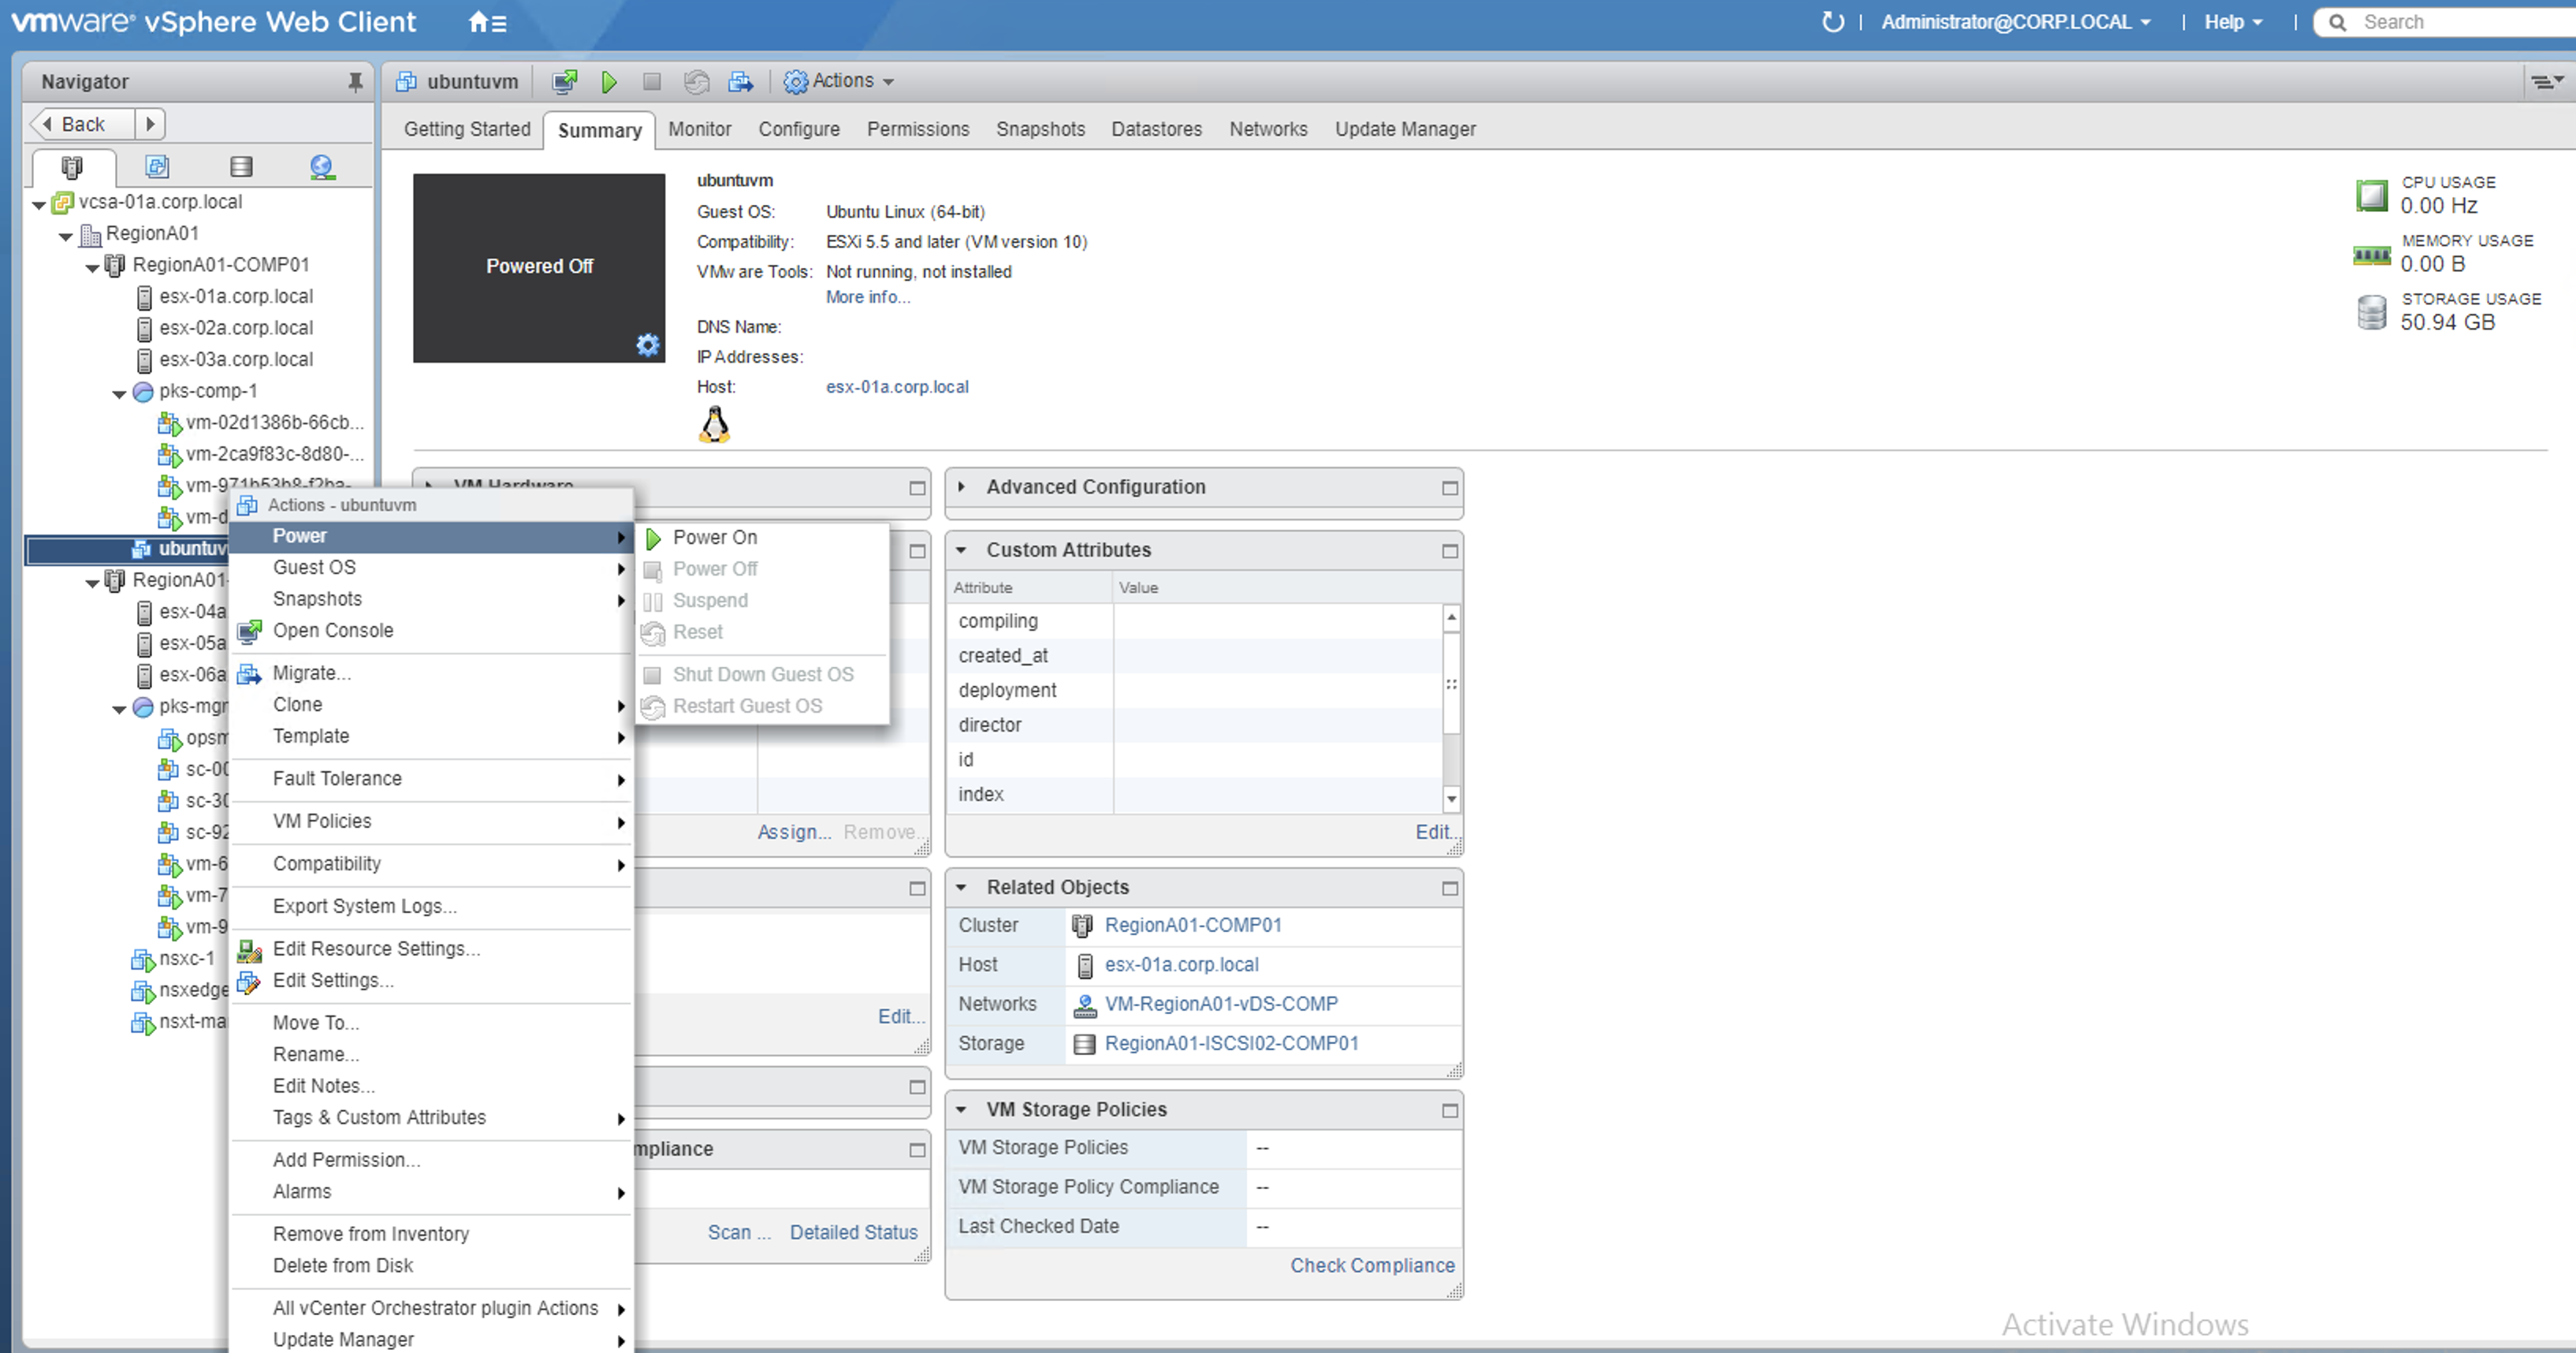 vmware® vSphere Web Client
Administrator@CORP.LOCAL
Help
Search
Navigator
Back
vcsa-01a.corp.local
RegionA01
RegionA01-COMP01
esx-01a.corp.local
esx-02a.corp.local
esx-03a.corp.local
pks-comp-1
vm-02d1386b-66cb...
vm-2ca9f83c-8d80-...
vm-971b53b8-f2ba-
vm-d
ubuntuv
RegionA01-
esx-04a
esx-05a
esx-06a
pks-mgr
opsm
sc-00
sc-30
sc-92
vm-6
vm-7
vm-9
nsxc-1
nsxedge
nsxt-ma
ubuntuvm
Actions
Getting Started Summary Monitor Configure Permissions Snapshots Datastores Networks Update Manager
Powered Off
ubuntuvm
Guest OS: Ubuntu Linux (64-bit)
Compatibility: ESXi 5.5 and later (VM version 10)
VMware Tools: Not running, not installed
More info...
DNS Name:
IP Addresses:
Host: esx-01a.corp.local
CPU USAGE
0.00 Hz
MEMORY USAGE
0.00 B
STORAGE USAGE
50.94 GB
VM Hardware
Actions - ubuntuvm
Power
Guest OS
Snapshots
Open Console
Migrate...
Clone
Template
Fault Tolerance
VM Policies
Compatibility
Export System Logs...
Edit Resource Settings...
Edit Settings...
Move To...
Rename...
Edit Notes...
Tags & Custom Attributes
Add Permission...
Alarms
Remove from Inventory
Delete from Disk
All vCenter Orchestrator plugin Actions
Update Manager
Power On
Power Off
Suspend
Reset
Shut Down Guest OS
Restart Guest OS
Assign... Remove...
Edit...
mpliance
Scan ... Detailed Status
Advanced Configuration
Custom Attributes
Attribute Value
compiling
created_at
deployment
director
id
index
Edit...
Related Objects
Cluster RegionA01-COMP01
Host esx-01a.corp.local
Networks VM-RegionA01-vDS-COMP
Storage RegionA01-ISCSI02-COMP01
VM Storage Policies
VM Storage Policies --
VM Storage Policy Compliance --
Last Checked Date --
Check Compliance
Activate Windows